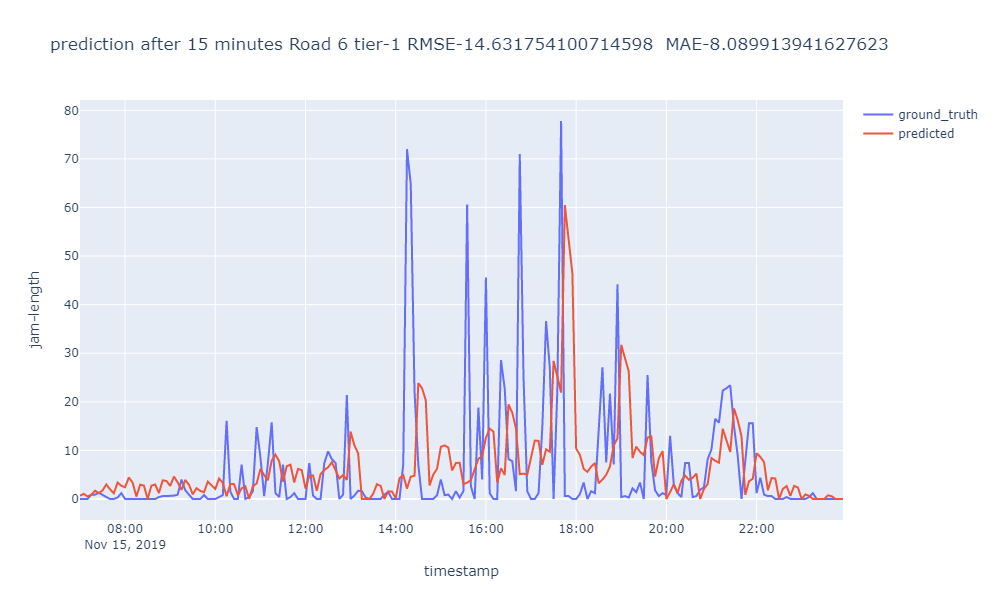 prediction after 15 minutes Road 6 tier-1 RMSE-14.631754100714598  MAE-8.089913941627623
ground_truth
predicted
80
70
60
50
40
30
20
10
0
jam-length
08:00 10:00 12:00 14:00 16:00 18:00 20:00 22:00
Nov 15, 2019
timestamp